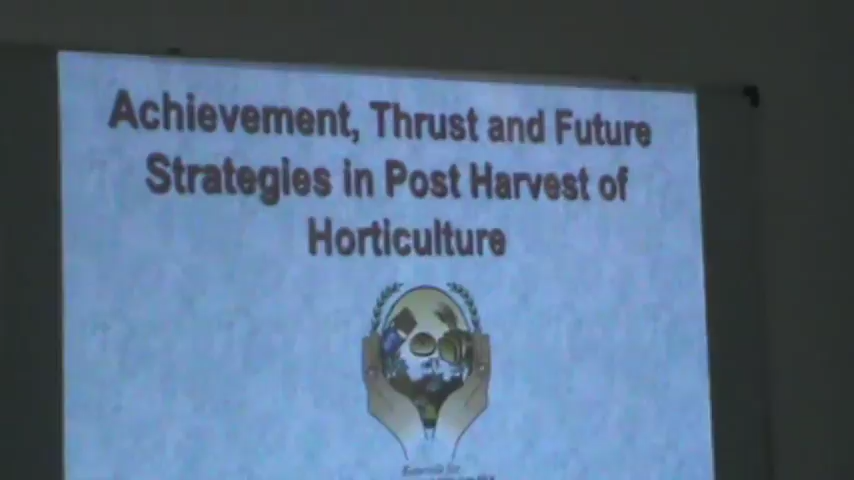 Achievement, Thrust and Future
Strategies in Post Harvest of
Horticulture